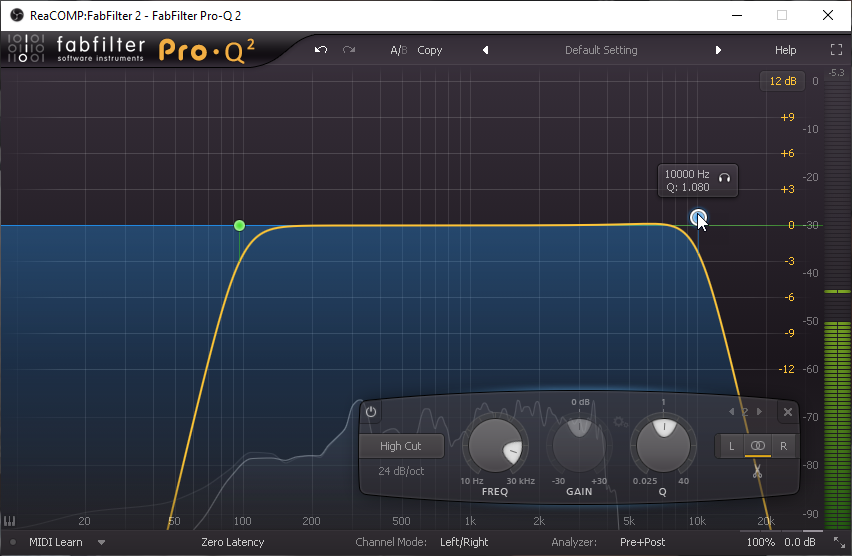 ReaCOMP:FabFilter 2 - FabFilter Pro-Q 2
fabfilter
software instruments
Pro·Q²
A/B Copy
Default Setting
Help
12 dB
0
-5.3
+9
-10
+6
-20
+3
0
-30
-3
-40
-6
-50
-9
-60
-12
-70
-80
-90
10000 Hz
Q: 1.080
High Cut
24 dB/oct
10 Hz 30 kHz
FREQ
0 dB
-30 +30
GAIN
1
0.025 40
Q
2
L R
20 50 100 200 500 1k 2k 5k 10k 20k
MIDI Learn
Zero Latency
Channel Mode: Left/Right
Analyzer: Pre+Post
100% 0.0 dB